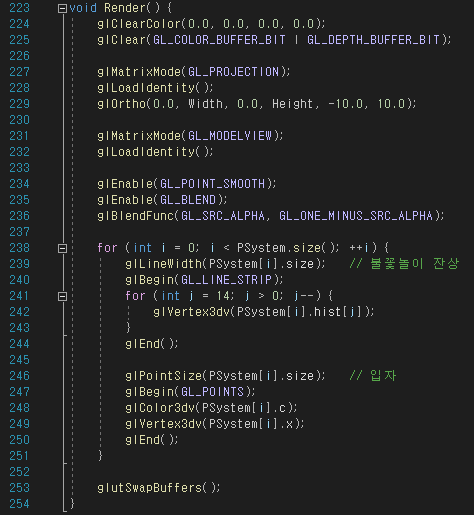 223 void Render() {
224     glClearColor(0.0, 0.0, 0.0, 0.0);
225     glClear(GL_COLOR_BUFFER_BIT | GL_DEPTH_BUFFER_BIT);
226
227     glMatrixMode(GL_PROJECTION);
228     glLoadIdentity();
229     glOrtho(0.0, Width, 0.0, Height, -10.0, 10.0);
230
231     glMatrixMode(GL_MODELVIEW);
232     glLoadIdentity();
233
234     glEnable(GL_POINT_SMOOTH);
235     glEnable(GL_BLEND);
236     glBlendFunc(GL_SRC_ALPHA, GL_ONE_MINUS_SRC_ALPHA);
237
238     for (int i = 0; i < PSystem.size(); ++i) {
239         glLineWidth(PSystem[i].size);   // 불꽃놀이 잔상
240         glBegin(GL_LINE_STRIP);
241         for (int j = 14; j > 0; j--) {
242             glVertex3dv(PSystem[i].hist[j]);
243         }
244         glEnd();
245
246         glPointSize(PSystem[i].size);   // 입자
247         glBegin(GL_POINTS);
248         glColor3dv(PSystem[i].c);
249         glVertex3dv(PSystem[i].x);
250         glEnd();
251     }
252
253     glutSwapBuffers();
254 }